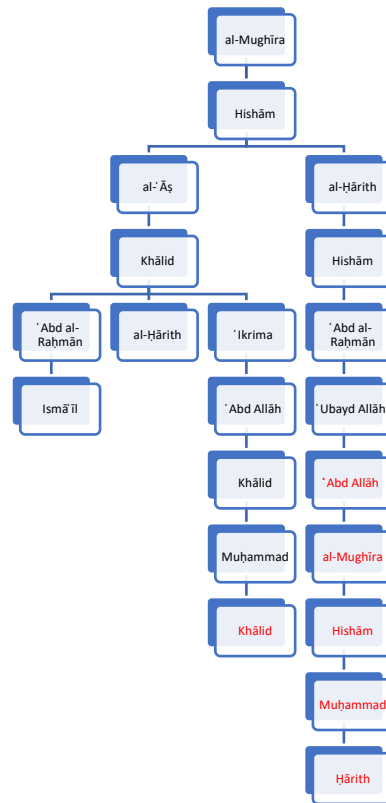 al-Mughīra
Hishām
al-ʿĀṣ
al-Ḥārith
Khālid
Hishām
ʿAbd al-
Raḥmān
al-Ḥārith
ʿIkrima
ʿAbd al-
Raḥmān
Ismāʿīl
ʿAbd Allāh
ʿUbayd Allāh
Khālid
ʿAbd Allāh
Muḥammad
al-Mughīra
Khālid
Hishām
Muḥammad
Ḥārith